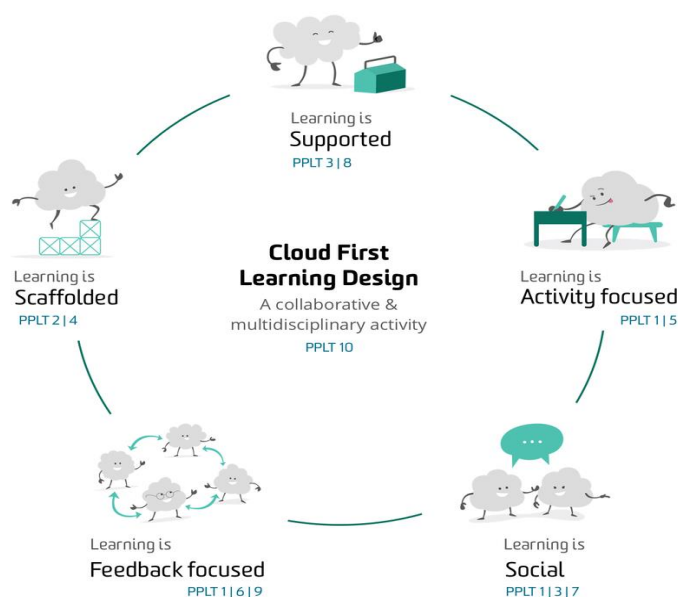 Learning is
Supported
PPLT 3 | 8
Learning is
Scaffolded
PPLT 2 | 4
Cloud First
Learning Design
A collaborative &
multidisciplinary activity
PPLT 10
Learning is
Activity focused
PPLT 1 | 5
Learning is
Feedback focused
PPLT 1 | 6 | 9
Learning is
Social
PPLT 1 | 3 | 7